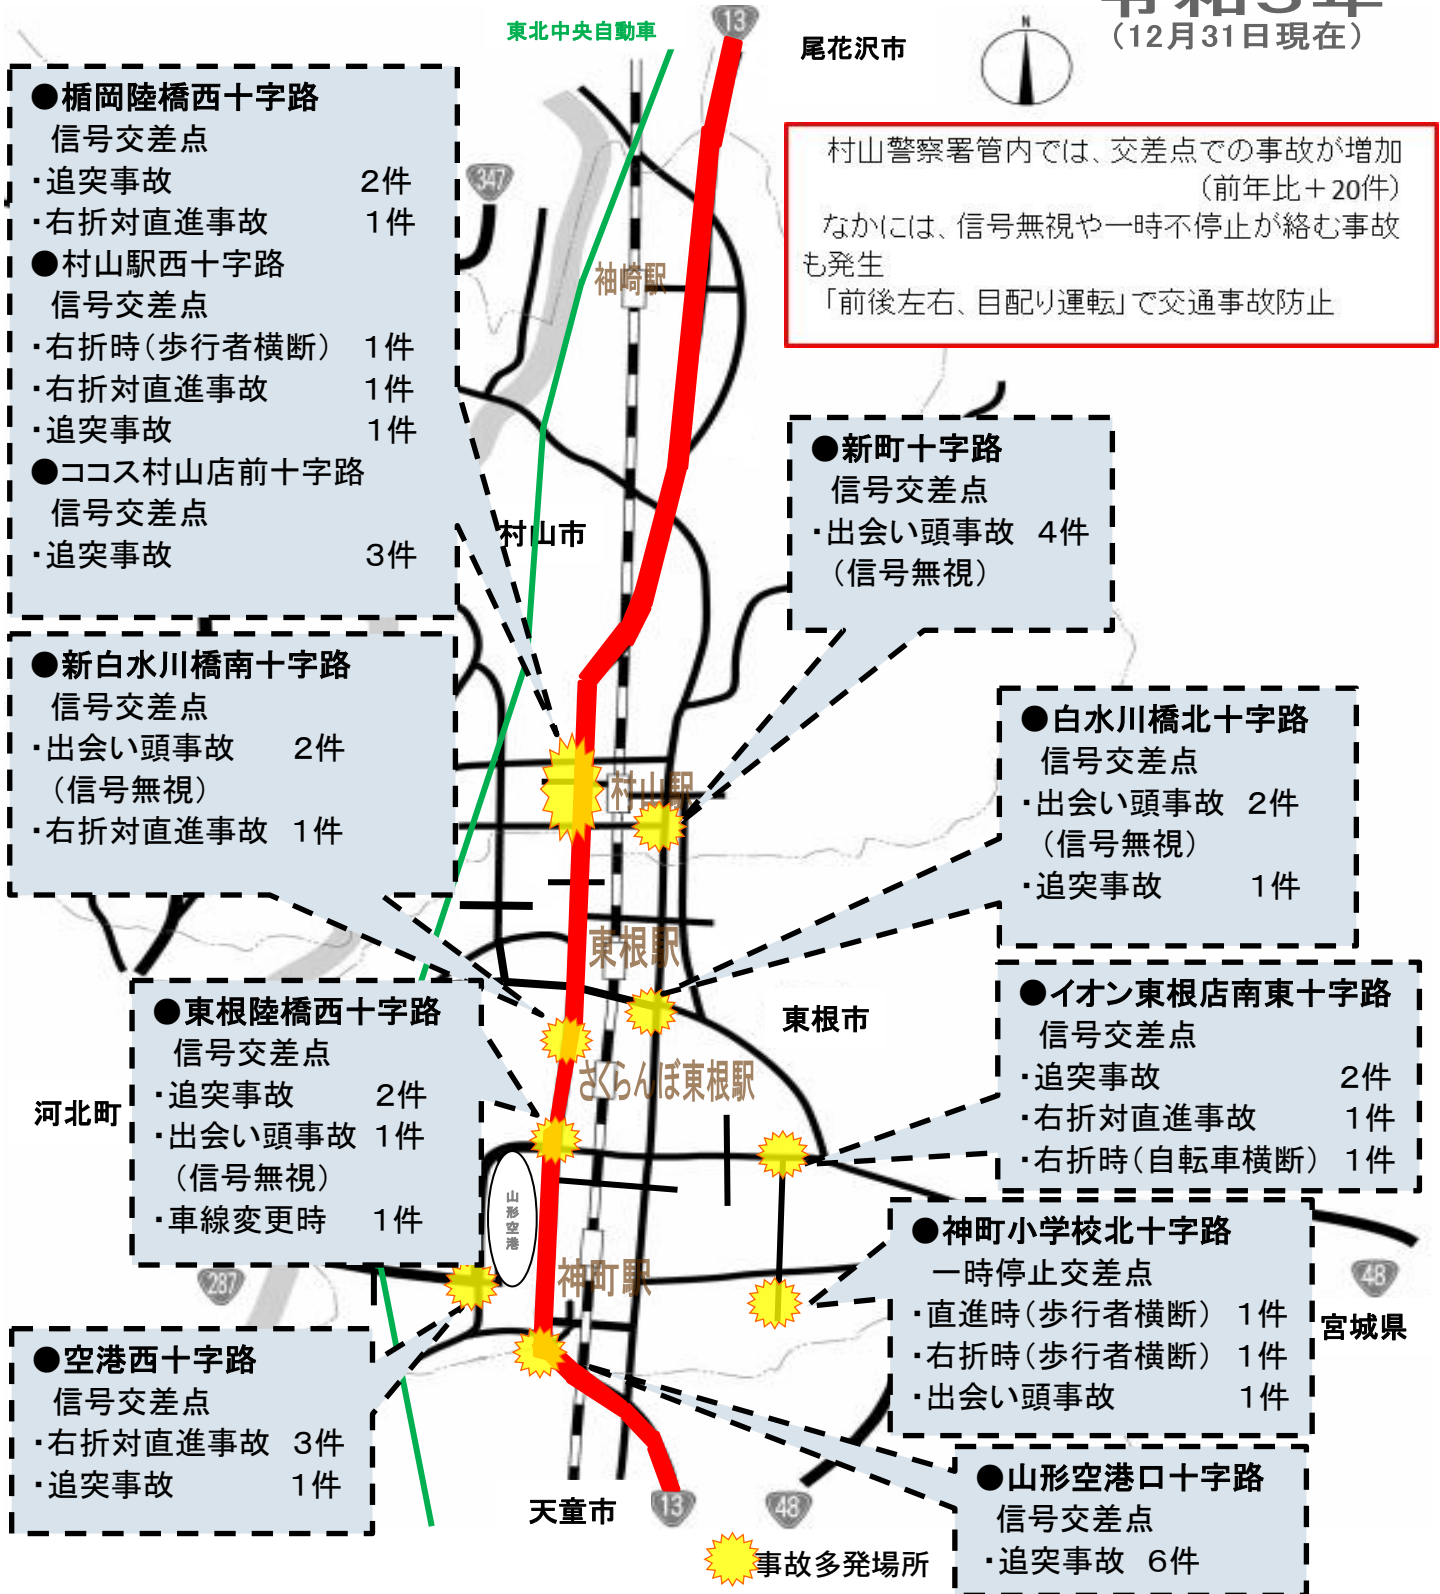 令和3年
（12月31日現在）
東北中央自動車
13
尾花沢市
N
●楯岡陸橋西十字路
信号交差点
・追突事故 2件
・右折対直進事故 1件
●村山駅西十字路
信号交差点
・右折時（歩行者横断） 1件
・右折対直進事故 1件
・追突事故 1件
●ココス村山店前十字路
信号交差点
・追突事故 3件
347
村山警察署管内では、交差点での事故が増加
（前年比＋20件）
なかには、信号無視や一時不停止が絡む事故
も発生
「前後左右、目配り運転」で交通事故防止
袖崎駅
●新町十字路
信号交差点
・出会い頭事故 4件
（信号無視）
村山市
●新白水川橋南十字路
信号交差点
・出会い頭事故 2件
（信号無視）
・右折対直進事故 1件
●白水川橋北十字路
信号交差点
・出会い頭事故 2件
（信号無視）
・追突事故 1件
村山駅
東根駅
東根市
●東根陸橋西十字路
信号交差点
・追突事故 2件
・出会い頭事故 1件
（信号無視）
・車線変更時 1件
●イオン東根店南東十字路
信号交差点
・追突事故 2件
・右折対直進事故 1件
・右折時（自転車横断） 1件
さくらんぼ東根駅
河北町
山形空港
神町駅
287
●神町小学校北十字路
一時停止交差点
・直進時（歩行者横断） 1件
・右折時（歩行者横断） 1件
・出会い頭事故 1件
48
宮城県
●空港西十字路
信号交差点
・右折対直進事故 3件
・追突事故 1件
●山形空港口十字路
信号交差点
・追突事故 6件
天童市
13
48
事故多発場所